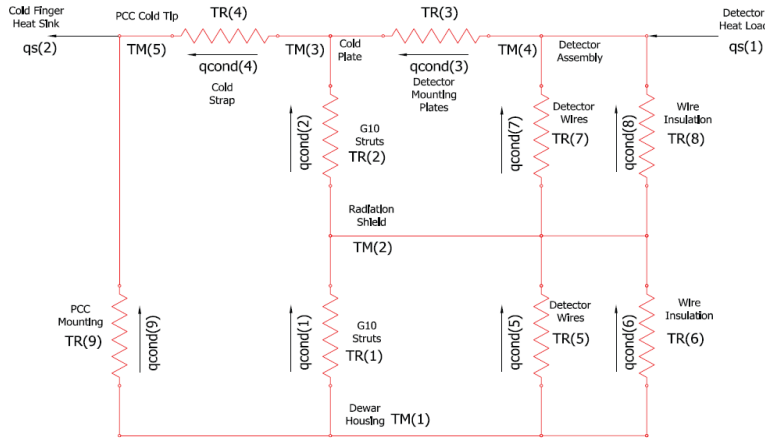 Cold Finger
Heat Sink
qs(2)
PCC Cold Tip
TM(5)
TR(4)
qcond(4)
Cold
Strap
TM(3)
Cold
Plate
TR(3)
qcond(3)
Detector
Mounting
Plates
TM(4)
Detector
Assembly
Detector
Heat Load
qs(1)
qcond(2)
G10
Struts
TR(2)
qcond(7)
Detector
Wires
TR(7)
qcond(8)
Wire
Insulation
TR(8)
Radiation
Shield
TM(2)
PCC
Mounting
TR(9)
qcond(9)
qcond(1)
G10
Struts
TR(1)
qcond(5)
Detector
Wires
TR(5)
qcond(6)
Wire
Insulation
TR(6)
Dewar
Housing
TM(1)